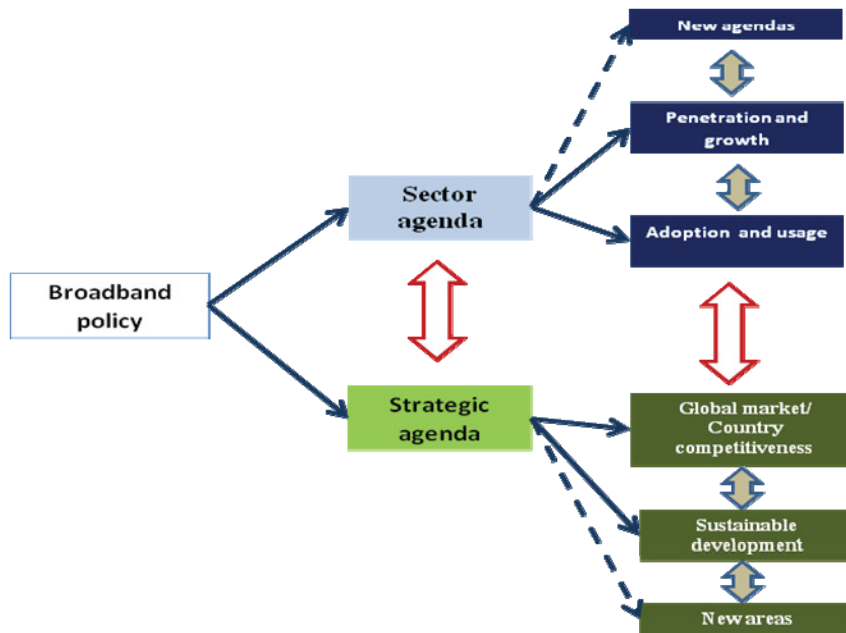 New agendas
Penetration and
growth
Sector
agenda
Adoption and usage
Broadband
policy
Strategic
agenda
Global market/
Country
competitiveness
Sustainable
development
New areas